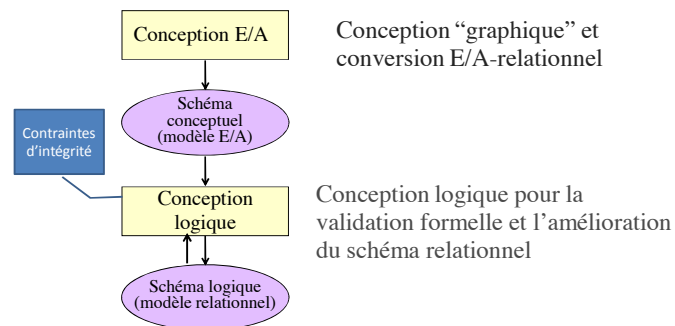 Conception E/A
Conception “graphique” et
conversion E/A-relationnel
Schéma
conceptuel
(modèle E/A)
Contraintes
d’intégrité
Conception
logique
Conception logique pour la
validation formelle et l’amélioration
du schéma relationnel
Schéma logique
(modèle relationnel)